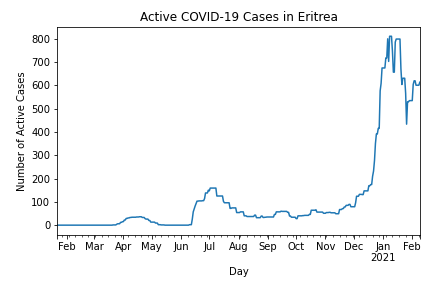 Active COVID-19 Cases in Eritrea
Number of Active Cases
800
700
600
500
400
300
200
100
0
Feb Mar Apr May Jun Jul Aug Sep Oct Nov Dec Jan Feb
2021
Day